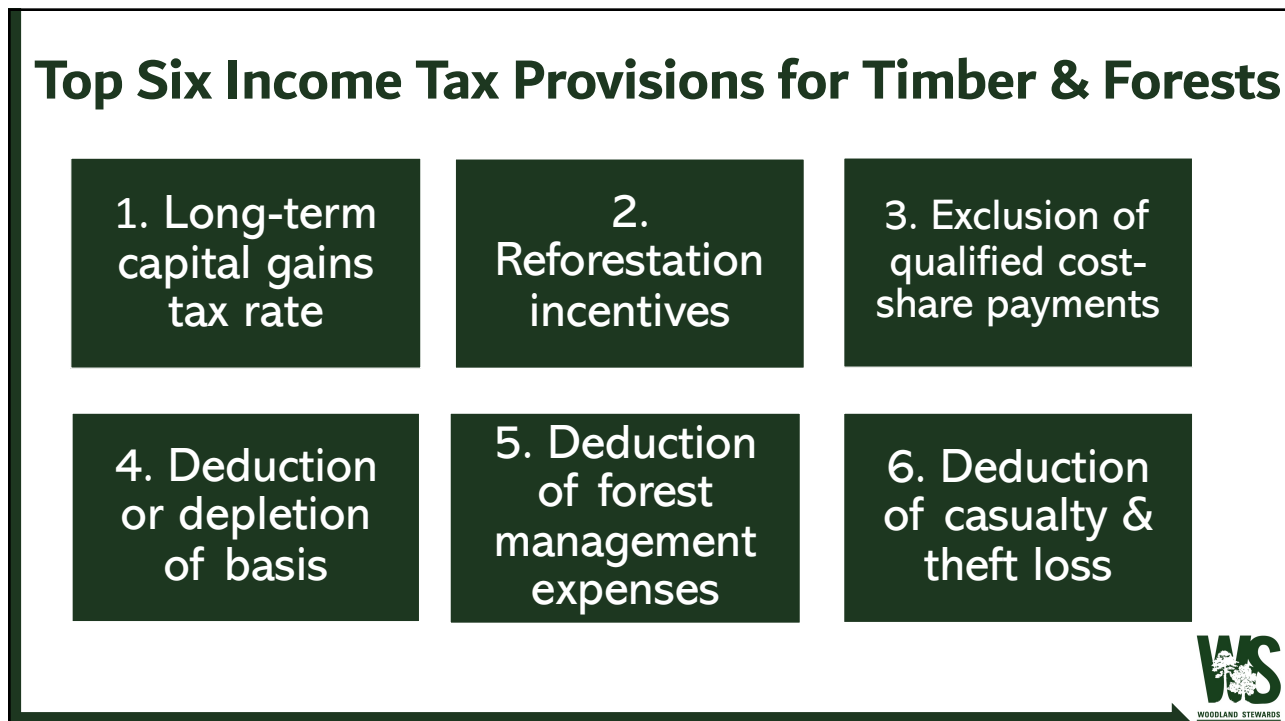 Top Six Income Tax Provisions for Timber & Forests
1. Long-term
capital gains
tax rate
2.
Reforestation
incentives
3. Exclusion of
qualified cost-
share payments
4. Deduction
or depletion
of basis
5. Deduction
of forest
management
expenses
6. Deduction
of casualty &
theft loss
WS
WOODLAND STEWARDS